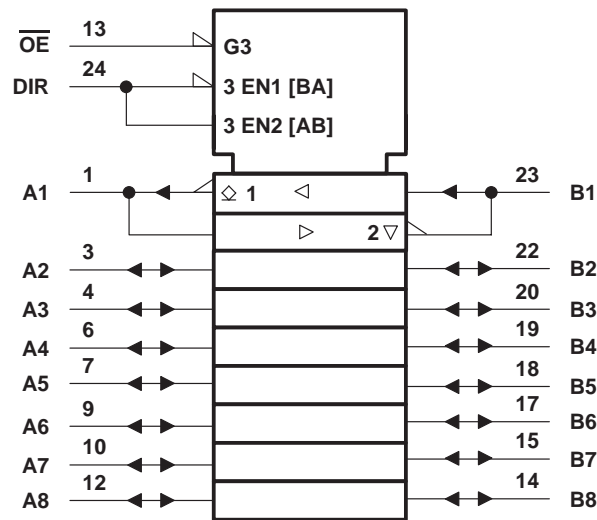 OE 13 G3
DIR 24 3 EN1 [BA]
3 EN2 [AB]
A1 1 1 23 B1
2
A2 3 22 B2
A3 4 20 B3
A4 6 19 B4
A5 7 18 B5
A6 9 17 B6
A7 10 15 B7
A8 12 14 B8